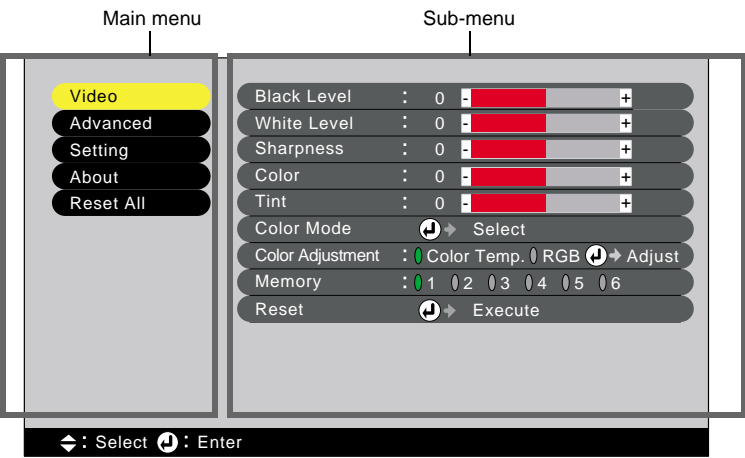 Main menu
Sub-menu
Video
Advanced
Setting
About
Reset All
Black Level : 0 - +
White Level : 0 - +
Sharpness : 0 - +
Color : 0 - +
Tint : 0 - +
Color Mode Select
Color Adjustment : Color Temp. RGB Adjust
Memory : 1 2 3 4 5 6
Reset Execute
: Select : Enter